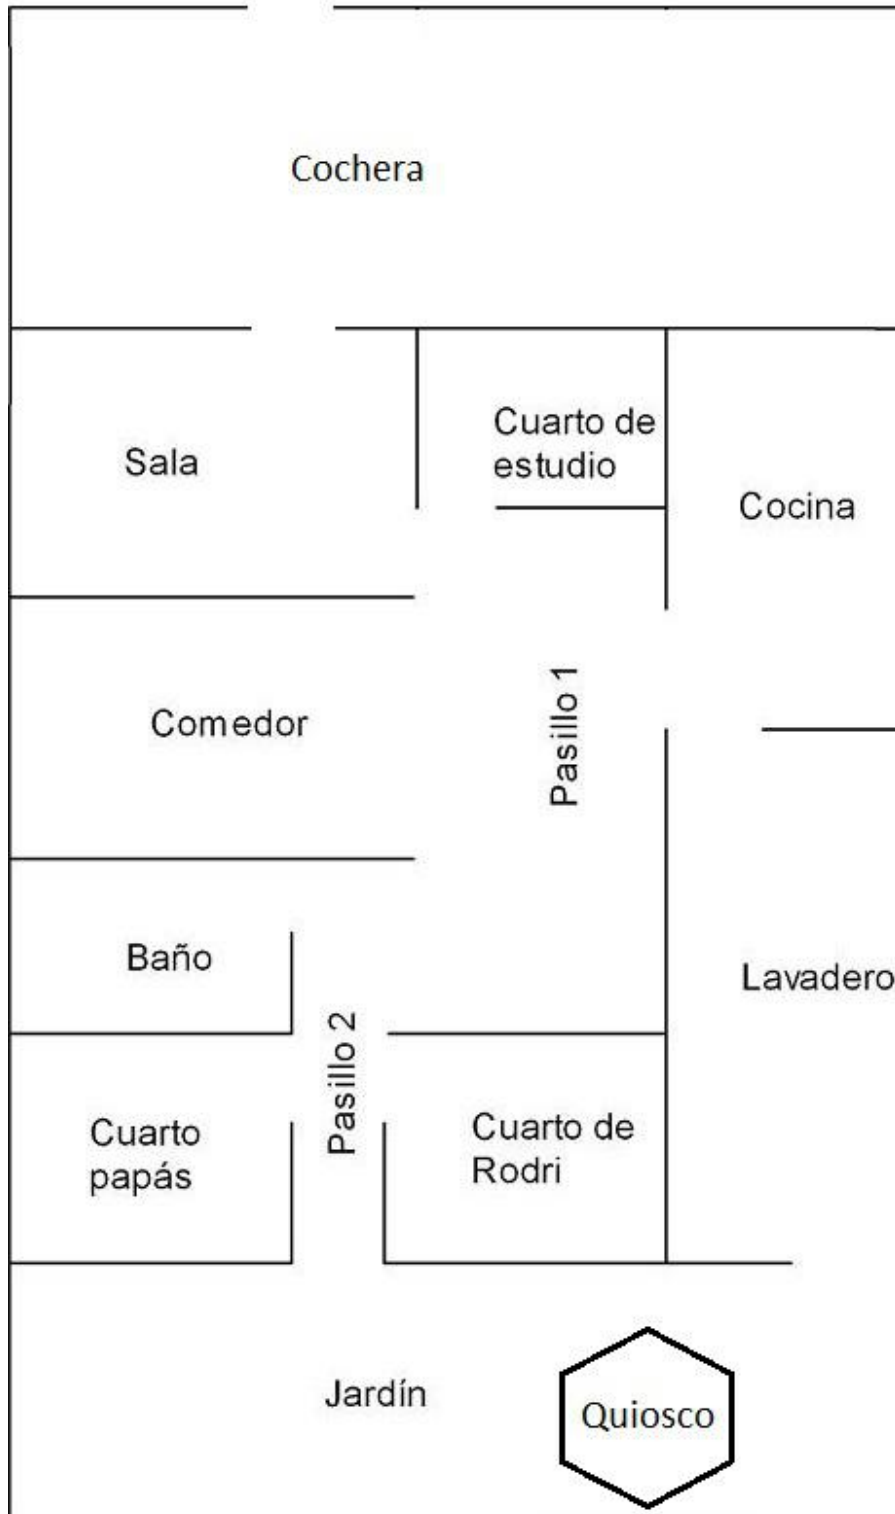 Cochera
Sala
Cuarto de
estudio
Cocina
Comedor
Pasillo 1
Baño
Lavadero
Pasillo 2
Cuarto
papás
Cuarto de
Rodri
Jardín
Quiosco